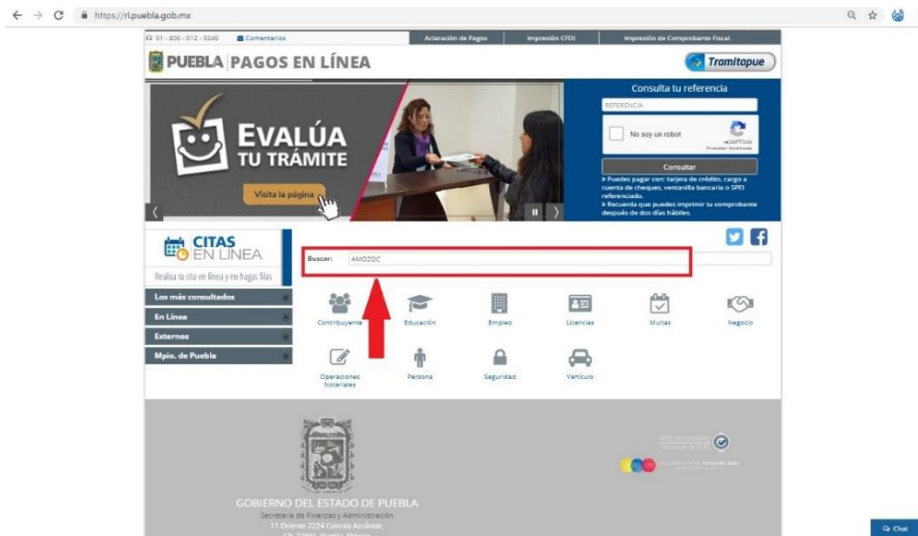 https://rl.puebla.gob.mx
01 - 800 - 012 - 0240 Comentarios Aclaración de Pagos Impresión CFDI Impresión de Comprobante Fiscal.
PUEBLA PAGOS EN LÍNEA
Tramitapue
EVALÚA
TU TRÁMITE
Visita la página
Consulta tu referencia
REFERENCIA
No soy un robot
reCAPTCHA
Privacidad - Condiciones
Consultar
» Puedes pagar con: tarjeta de crédito, cargo a
cuenta de cheques, ventanilla bancaria o SPEI
referenciado.
» Recuerda que puedes imprimir tu comprobante
después de dos días hábiles.
CITAS
EN LÍNEA
Realiza tu cita en línea y no hagas filas
Buscar: AMOZOC
Los más consultados
En Línea
Externos
Mpio. de Puebla
Contribuyente Educación Empleo Licencias Multas Negocio
Operaciones
Notariales
Persona Seguridad Vehículo
GOBIERNO DEL ESTADO DE PUEBLA
Secretaría de Finanzas y Administración
11 Oriente 2224 Colonia Azcárate,
Chat